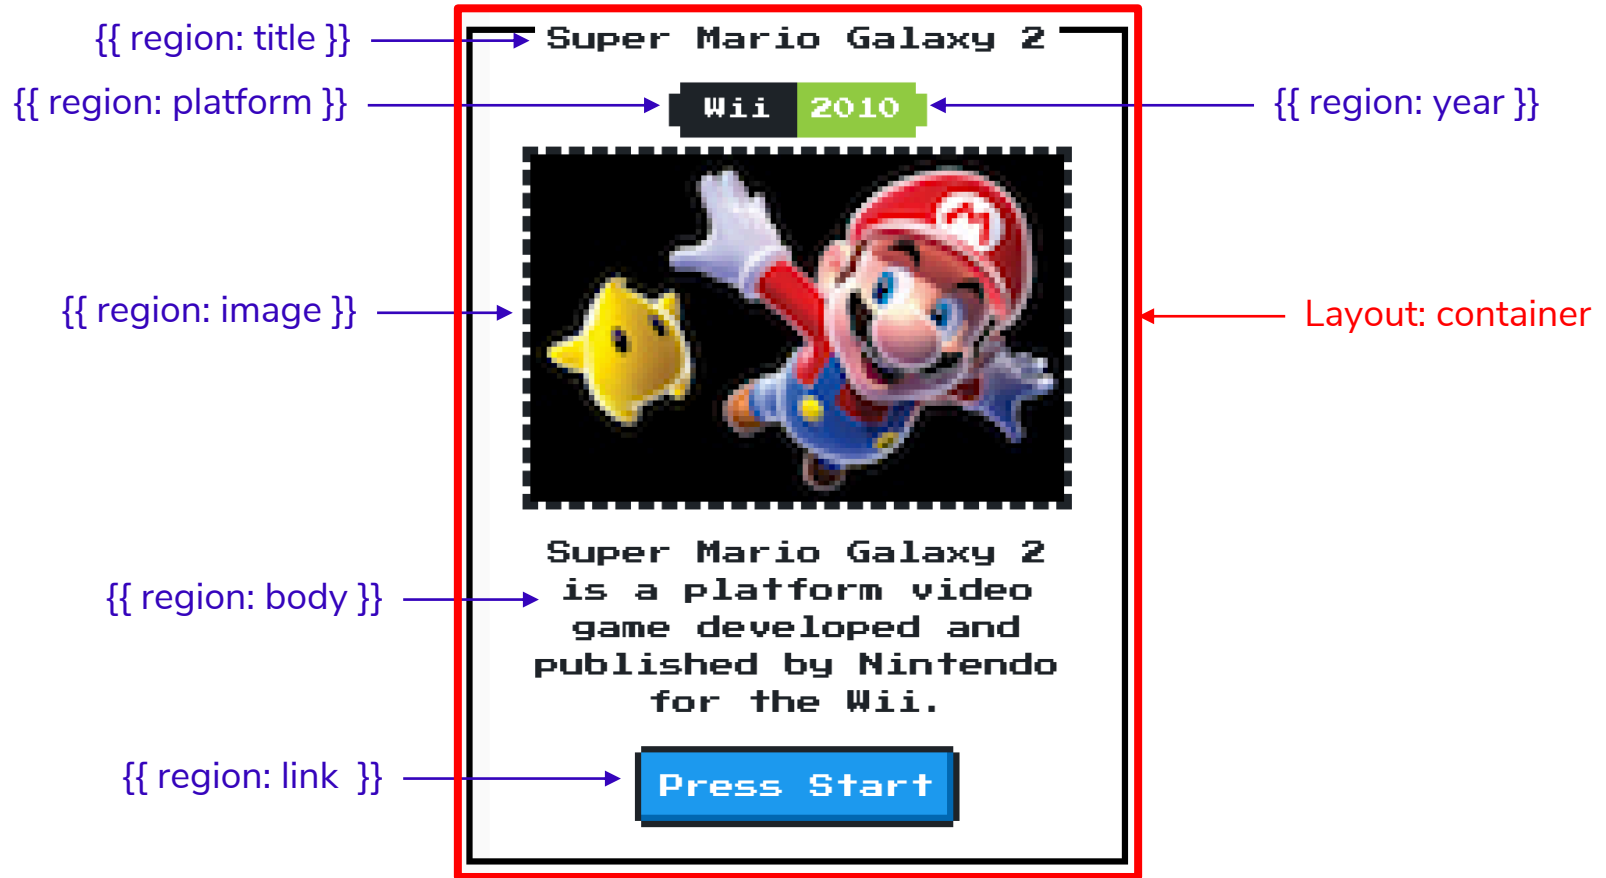 {{ region: title }}
Super Mario Galaxy 2
{{ region: platform }}
Wii 2010
{{ region: year }}
M
{{ region: image }}
Layout: container
Super Mario Galaxy 2
is a platform video
game developed and
published by Nintendo
for the Wii.
{{ region: body }}
{{ region: link }}
Press Start